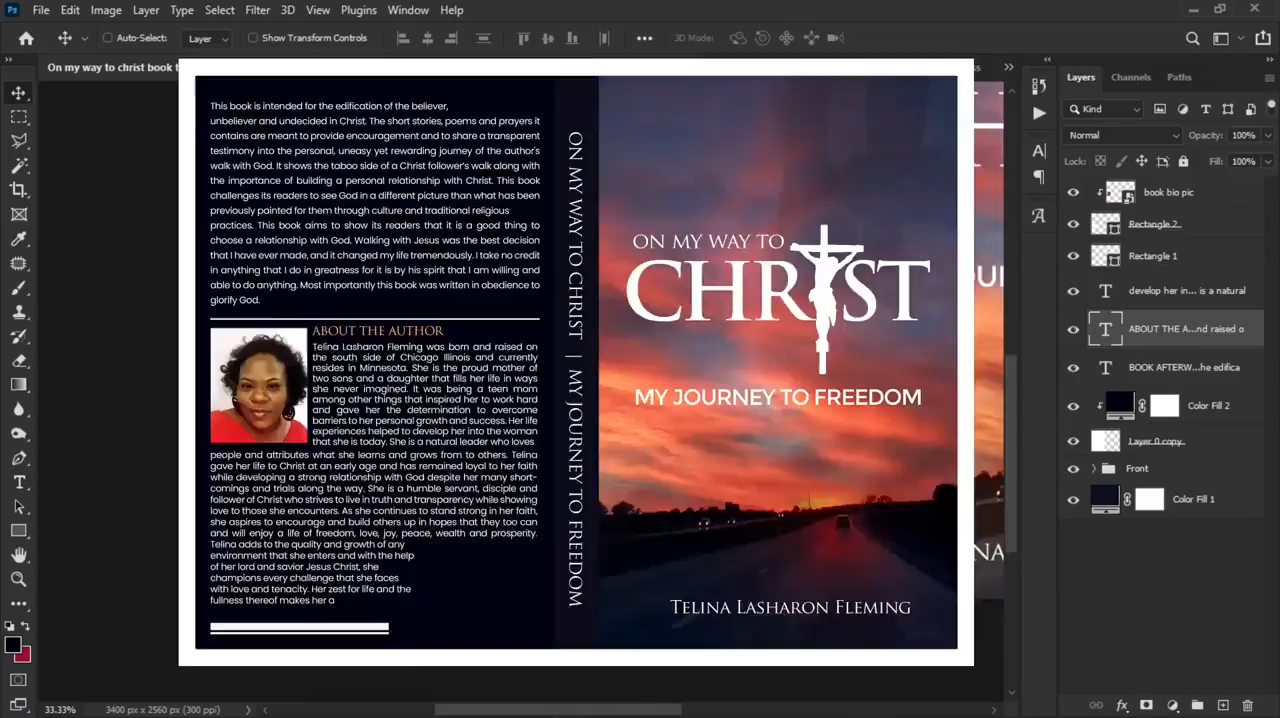 Ps File Edit Image Layer Type Select Filter 3D View Plugins Window Help
Auto-Select: Layer Show Transform Controls 3D Mode:
On my way to christ book t
This book is intended for the edification of the believer,
unbeliever and undecided in Christ. The short stories, poems and prayers it
contains are meant to provide encouragement and to share a transparent
testimony into the personal, uneasy yet rewarding journey of the author's
walk with God. It shows the taboo side of a Christ follower's walk along with
the importance of building a personal relationship with Christ. This book
challenges its readers to see God in a different picture than what has been
previously painted for them through culture and traditional religious
practices. This book aims to show its readers that it is a good thing to
choose a relationship with God. Walking with Jesus was the best decision
that I have ever made, and it changed my life tremendously. I take no credit
in anything that I do in greatness for it is by his spirit that I am willing and
able to do anything. Most importantly this book was written in obedience to
glorify God.
ABOUT THE AUTHOR
Telina Lasharon Fleming was born and raised on
the south side of Chicago Illinois and currently
resides in Minnesota. She is the proud mother of
two sons and a daughter that fills her life in ways
she never imagined. It was being a teen mom
among other things that inspired her to work hard
and gave her the determination to overcome
barriers to her personal growth and success. Her life
experiences helped to develop her into the woman
that she is today. She is a natural leader who loves
people and attributes what she learns and grows from to others. Telina
gave her life to Christ at an early age and has remained loyal to her faith
while developing a strong relationship with God despite her many short-
comings and trials along the way. She is a humble servant, disciple and
follower of Christ who strives to live in truth and transparency while showing
love to those she encounters. As she continues to stand strong in her faith,
she aspires to encourage and build others up in hopes that they too can
and will enjoy a life of freedom, love, joy, peace, wealth and prosperity.
Telina adds to the quality and growth of any
environment that she enters and with the help
of her lord and savior Jesus Christ, she
champions every challenge that she faces
with love and tenacity. Her zest for life and the
fullness thereof makes her a
ON MY WAY TO CHRIST | MY JOURNEY TO FREEDOM
ON MY WAY TO
CHRIST
MY JOURNEY TO FREEDOM
TELINA LASHARON FLEMING
Layers Channels Paths
Kind
Normal Opacity: 100%
Lock: Fill: 100%
book bio pic
Rectangle 2
Rectangle 1
develop her in... is a natural
ABOUT THE A...nd raised o
BOOK AFTERW...he edifica
Color Fill 2
Layer 0 copy
Front
Color Fill 1
33.33% 3400 px x 2560 px (300 ppi)